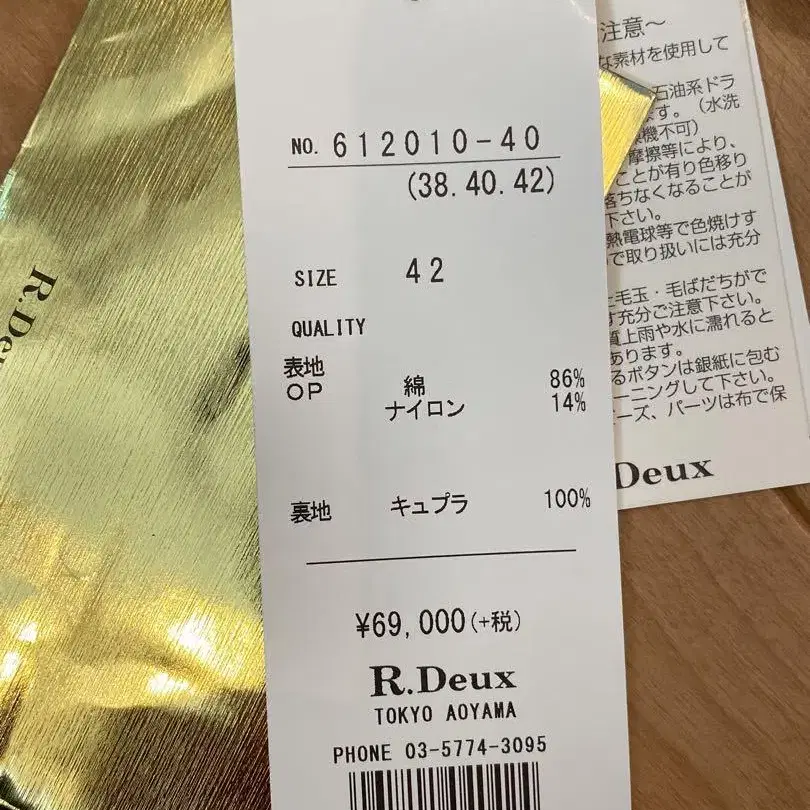 NO. 612010-40
(38.40.42)
SIZE 42
QUALITY
表地
OP 綿 86%
ナイロン 14%
裏地 キュプラ 100%
¥69,000(+税)
R.Deux
TOKYO AOYAMA
PHONE 03-5774-3095
注意～
な素材を使用して
石油系ドラ
ます。(水洗
機不可)
摩擦等により、
ことが有り色移り
落ちなくなることが
下さい。
熱電球等で色焼けす
で取り扱いには充分
毛玉・毛ばだちがで
充分ご注意下さい。
質上雨や水に濡れると
あります。
るボタンは銀紙に包む
ーニングして下さい。
ーズ、パーツは布で保
Deux
R.Deu